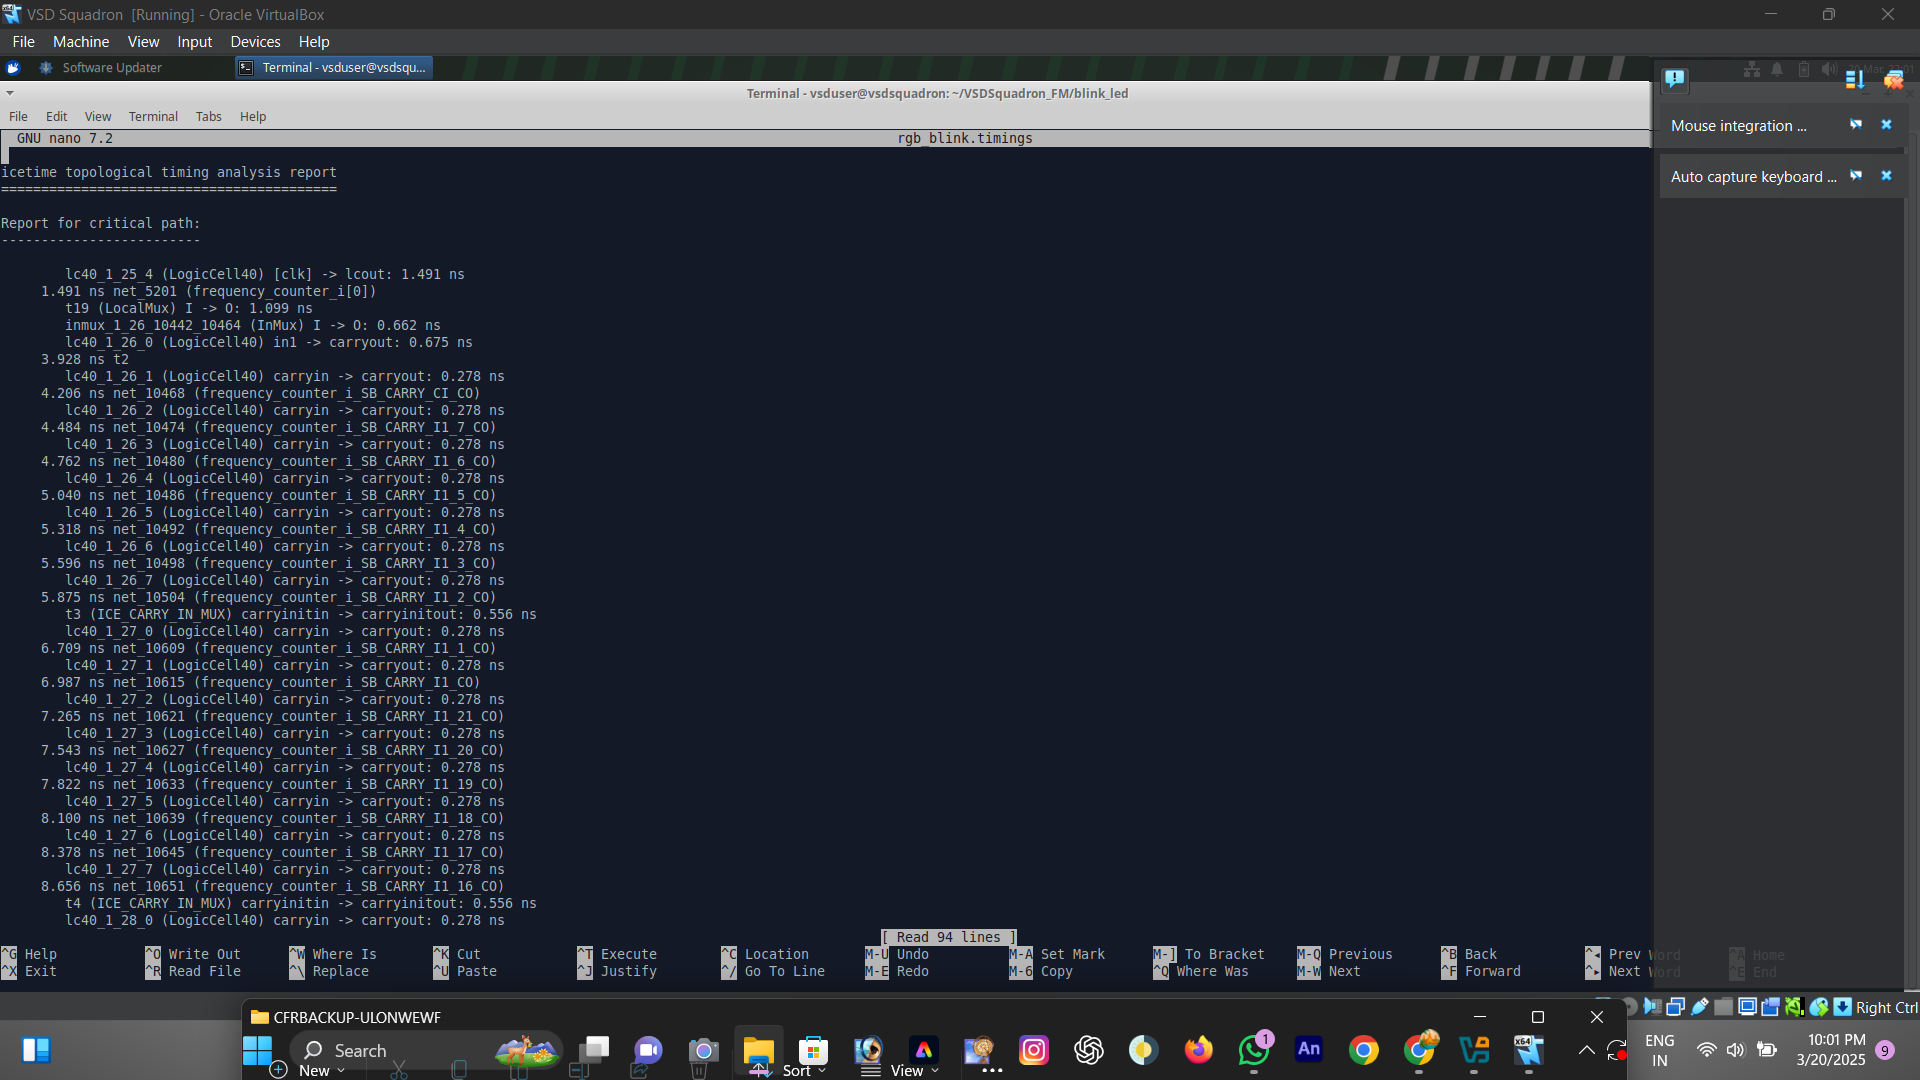 VSD Squadron [Running] - Oracle VirtualBox
File Machine View Input Devices Help
Software Updater
Terminal - vsduser@vsdsqu...
Terminal - vsduser@vsdsquadron: ~/VSDSquadron_FM/blink_led
File Edit View Terminal Tabs Help
GNU nano 7.2 rgb_blink.timings
icetime topological timing analysis report
==========================================
Report for critical path:
-------------------------
lc40_1_25_4 (LogicCell40) [clk] -> lcout: 1.491 ns
1.491 ns net_5201 (frequency_counter_i[0])
t19 (LocalMux) I -> O: 1.099 ns
inmux_1_26_10442_10464 (InMux) I -> O: 0.662 ns
lc40_1_26_0 (LogicCell40) in1 -> carryout: 0.675 ns
3.928 ns t2
lc40_1_26_1 (LogicCell40) carryin -> carryout: 0.278 ns
4.206 ns net_10468 (frequency_counter_i_SB_CARRY_CI_CO)
lc40_1_26_2 (LogicCell40) carryin -> carryout: 0.278 ns
4.484 ns net_10474 (frequency_counter_i_SB_CARRY_I1_7_CO)
lc40_1_26_3 (LogicCell40) carryin -> carryout: 0.278 ns
4.762 ns net_10480 (frequency_counter_i_SB_CARRY_I1_6_CO)
lc40_1_26_4 (LogicCell40) carryin -> carryout: 0.278 ns
5.040 ns net_10486 (frequency_counter_i_SB_CARRY_I1_5_CO)
lc40_1_26_5 (LogicCell40) carryin -> carryout: 0.278 ns
5.318 ns net_10492 (frequency_counter_i_SB_CARRY_I1_4_CO)
lc40_1_26_6 (LogicCell40) carryin -> carryout: 0.278 ns
5.596 ns net_10498 (frequency_counter_i_SB_CARRY_I1_3_CO)
lc40_1_26_7 (LogicCell40) carryin -> carryout: 0.278 ns
5.875 ns net_10504 (frequency_counter_i_SB_CARRY_I1_2_CO)
t3 (ICE_CARRY_IN_MUX) carryinitin -> carryinitout: 0.556 ns
lc40_1_27_0 (LogicCell40) carryin -> carryout: 0.278 ns
6.709 ns net_10609 (frequency_counter_i_SB_CARRY_I1_1_CO)
lc40_1_27_1 (LogicCell40) carryin -> carryout: 0.278 ns
6.987 ns net_10615 (frequency_counter_i_SB_CARRY_I1_CO)
lc40_1_27_2 (LogicCell40) carryin -> carryout: 0.278 ns
7.265 ns net_10621 (frequency_counter_i_SB_CARRY_I1_21_CO)
lc40_1_27_3 (LogicCell40) carryin -> carryout: 0.278 ns
7.543 ns net_10627 (frequency_counter_i_SB_CARRY_I1_20_CO)
lc40_1_27_4 (LogicCell40) carryin -> carryout: 0.278 ns
7.822 ns net_10633 (frequency_counter_i_SB_CARRY_I1_19_CO)
lc40_1_27_5 (LogicCell40) carryin -> carryout: 0.278 ns
8.100 ns net_10639 (frequency_counter_i_SB_CARRY_I1_18_CO)
lc40_1_27_6 (LogicCell40) carryin -> carryout: 0.278 ns
8.378 ns net_10645 (frequency_counter_i_SB_CARRY_I1_17_CO)
lc40_1_27_7 (LogicCell40) carryin -> carryout: 0.278 ns
8.656 ns net_10651 (frequency_counter_i_SB_CARRY_I1_16_CO)
t4 (ICE_CARRY_IN_MUX) carryinitin -> carryinitout: 0.556 ns
lc40_1_28_0 (LogicCell40) carryin -> carryout: 0.278 ns
[ Read 94 lines ]
^G Help ^O Write Out ^W Where Is ^K Cut ^T Execute ^C Location M-U Undo M-A Set Mark M-] To Bracket M-Q Previous ^B Back ^◂ Prev Word ^A Home
^X Exit ^R Read File ^\ Replace ^U Paste ^J Justify ^/ Go To Line M-E Redo M-6 Copy ^Q Where Was M-W Next ^F Forward ^▸ Next Word ^E End
Mouse integration ...
Auto capture keyboard ...
Right Ctrl
CFRBACKUP-ULONWEWF
Search
New Sort View
An
1
x64
ENG
IN
10:01 PM
3/20/2025
9